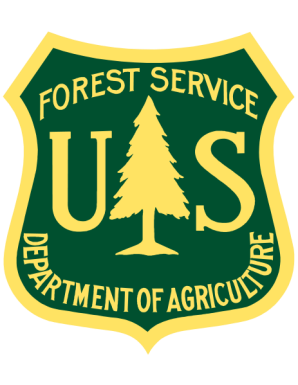 FOREST SERVICE
U S
DEPARTMENT OF AGRICULTURE